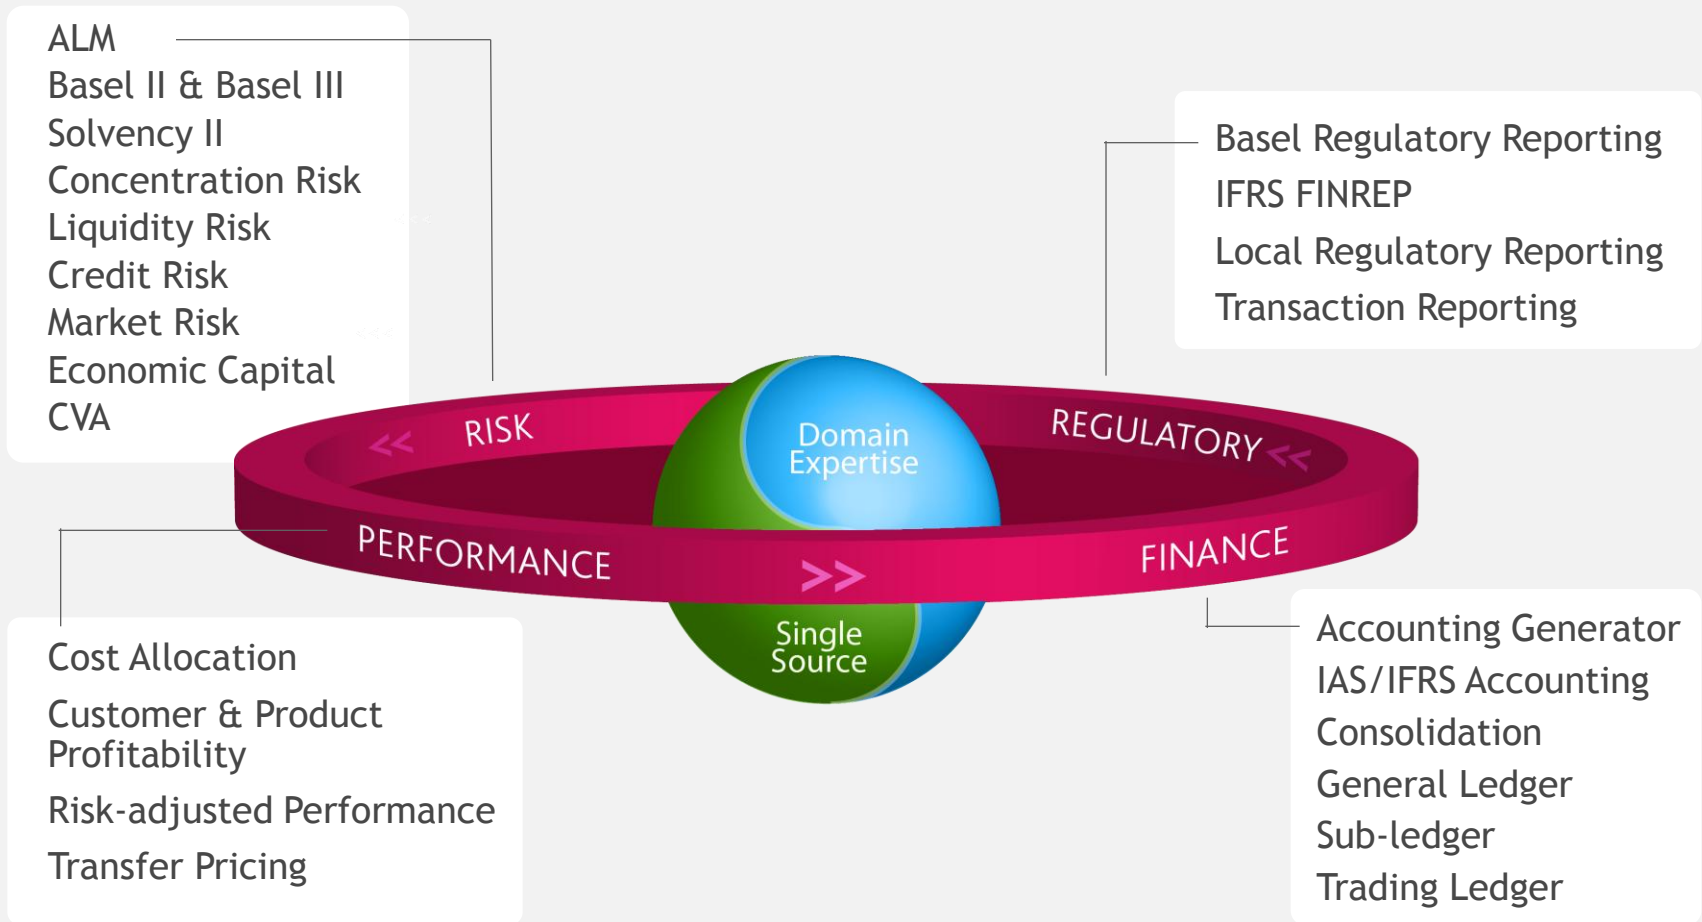 ALM
Basel II & Basel III
Solvency II
Concentration Risk
Liquidity Risk
Credit Risk
Market Risk
Economic Capital
CVA
Basel Regulatory Reporting
IFRS FINREP
Local Regulatory Reporting
Transaction Reporting
<< RISK
Domain
Expertise
REGULATORY <<
PERFORMANCE
>>
FINANCE
Single
Source
Cost Allocation
Customer & Product
Profitability
Risk-adjusted Performance
Transfer Pricing
Accounting Generator
IAS/IFRS Accounting
Consolidation
General Ledger
Sub-ledger
Trading Ledger